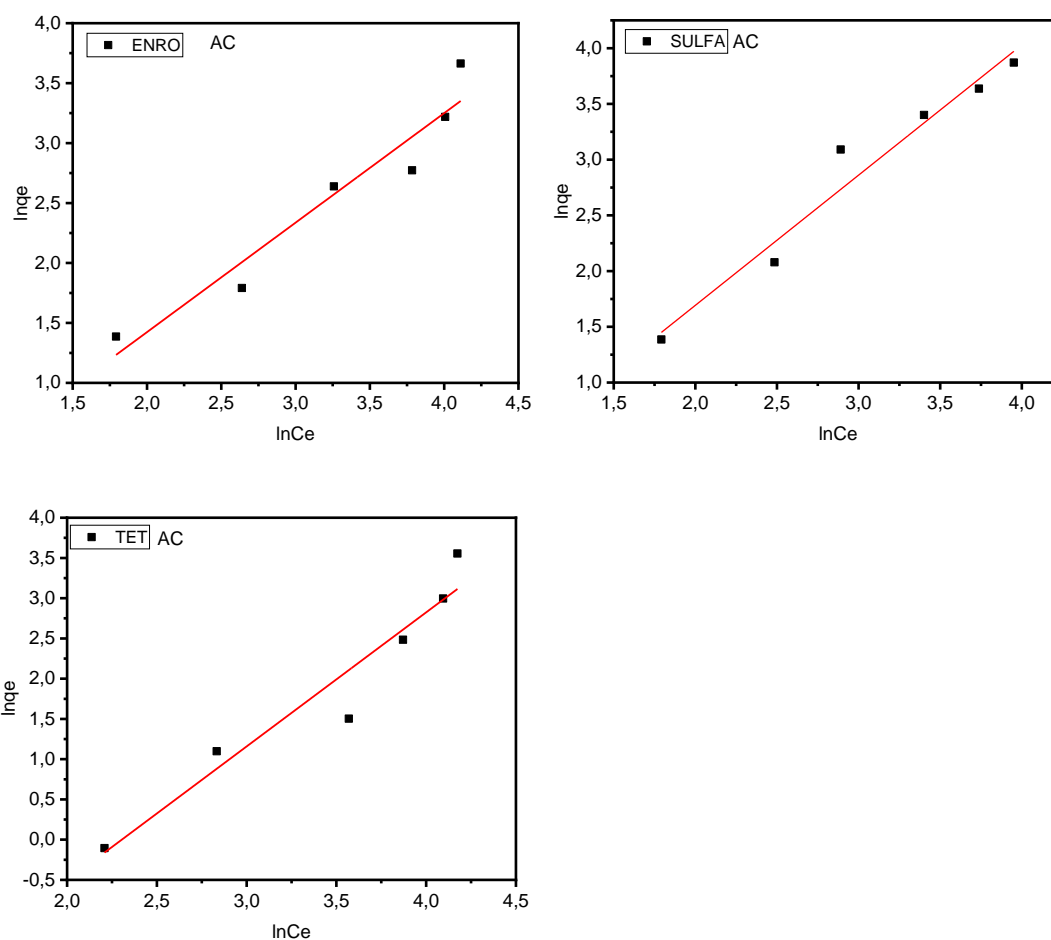 ENRO AC
4,0
3,5
3,0
2,5
2,0
1,5
1,0
lnqe
1,5 2,0 2,5 3,0 3,5 4,0 4,5
lnCe
SULFA AC
4,0
3,5
3,0
2,5
2,0
1,5
1,0
lnqe
1,5 2,0 2,5 3,0 3,5 4,0
lnCe
TET AC
4,0
3,5
3,0
2,5
2,0
1,5
1,0
0,5
0,0
-0,5
lnqe
2,0 2,5 3,0 3,5 4,0 4,5
lnCe